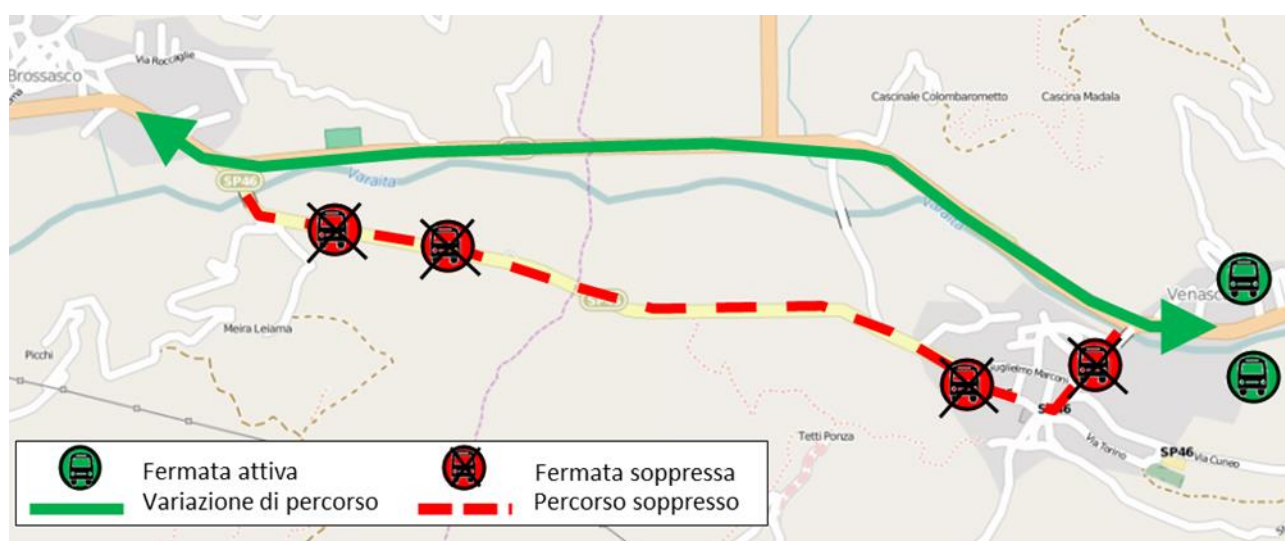 Via Roccaglie
Brossasco
Cascinale Colombarometto
Cascina Madala
SP46
Varaita
Varaita
Venasc
Meira Leiama
Picchi
Guglielmo Marconi
SP46
Tetti Ponza
Via Torino
SP46
Via Cuneo
Fermata attiva
Fermata soppressa
Variazione di percorso
Percorso soppresso